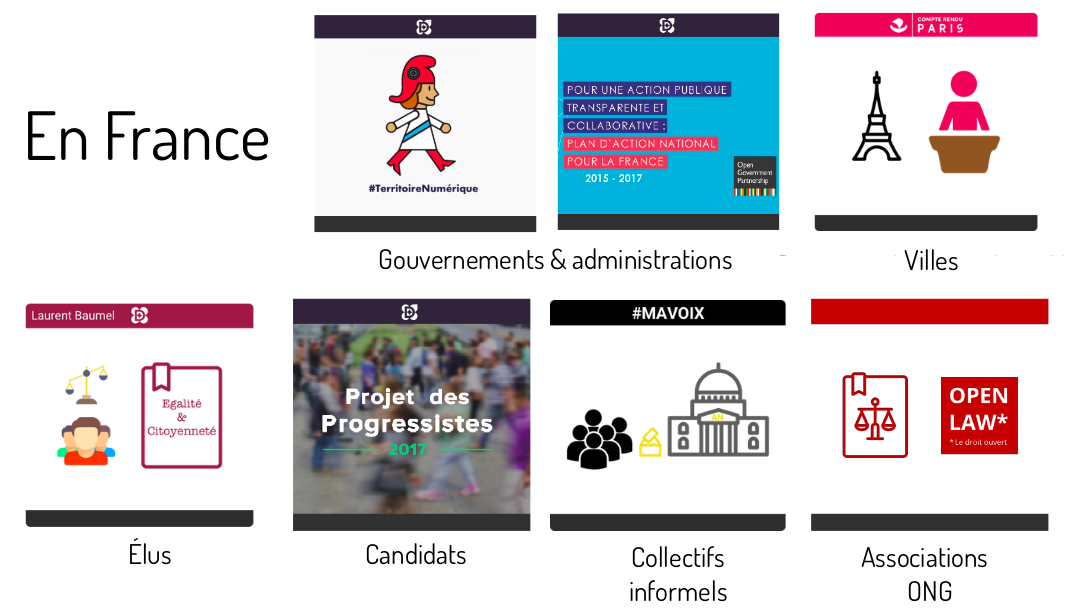 En France
#TerritoireNumérique
POUR UNE ACTION PUBLIQUE
TRANSPARENTE ET
COLLABORATIVE :
PLAN D'ACTION NATIONAL
POUR LA FRANCE
2015 - 2017
Open
Government
Partnership
COMPTE RENDU
PARIS
Gouvernements & administrations
Villes
Laurent Baumel
Egalité
&
Citoyenneté
Projet des
Progressistes
2017
#MAVOIX
AN
OPEN
LAW*
* Le droit ouvert
Élus
Candidats
Collectifs
informels
Associations
ONG